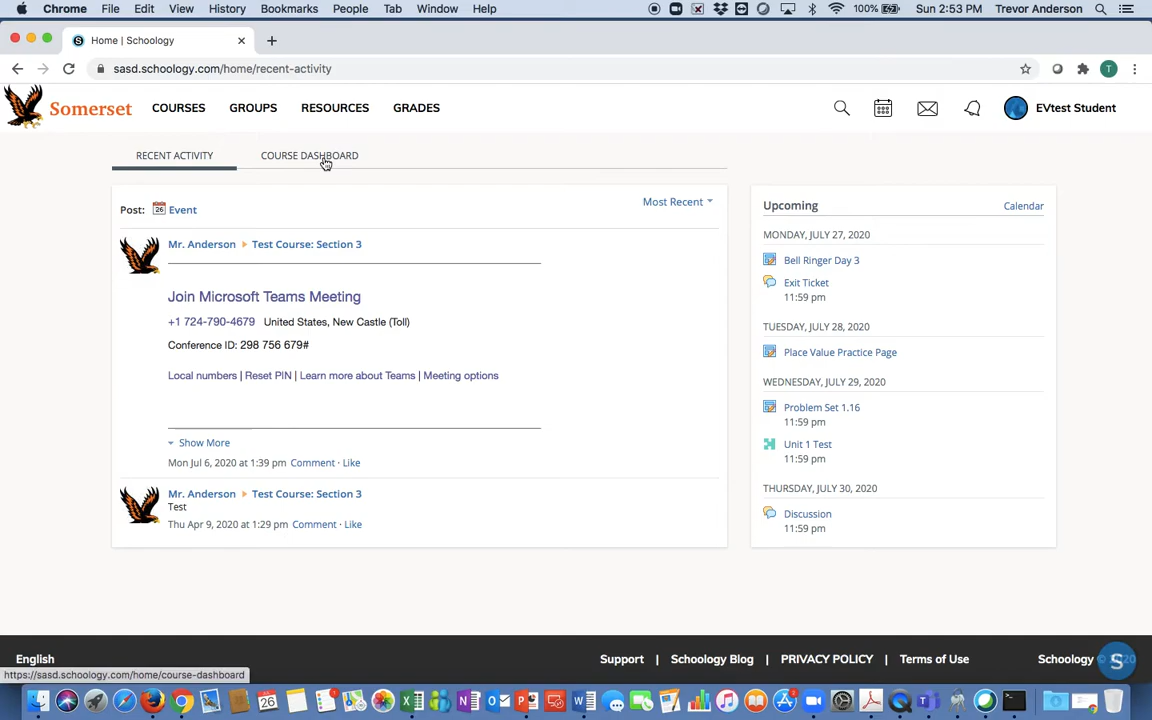 Chrome File Edit View History Bookmarks People Tab Window Help 100% Sun 2:53 PM Trevor Anderson
Home | Schoology
sasd.schoology.com/home/recent-activity T
Somerset COURSES GROUPS RESOURCES GRADES EVtest Student
RECENT ACTIVITY COURSE DASHBOARD
Post: 26 Event Most Recent
Mr. Anderson Test Course: Section 3
Join Microsoft Teams Meeting
+1 724-790-4679 United States, New Castle (Toll)
Conference ID: 298 756 679#
Local numbers | Reset PIN | Learn more about Teams | Meeting options
Show More
Mon Jul 6, 2020 at 1:39 pm Comment · Like
Mr. Anderson Test Course: Section 3
Test
Thu Apr 9, 2020 at 1:29 pm Comment · Like
Upcoming Calendar
MONDAY, JULY 27, 2020
Bell Ringer Day 3
Exit Ticket
11:59 pm
TUESDAY, JULY 28, 2020
Place Value Practice Page
WEDNESDAY, JULY 29, 2020
Problem Set 1.16
11:59 pm
Unit 1 Test
11:59 pm
THURSDAY, JULY 30, 2020
Discussion
11:59 pm
English Support | Schoology Blog | PRIVACY POLICY | Terms of Use Schoology © 2020
S
https://sasd.schoology.com/home/course-dashboard